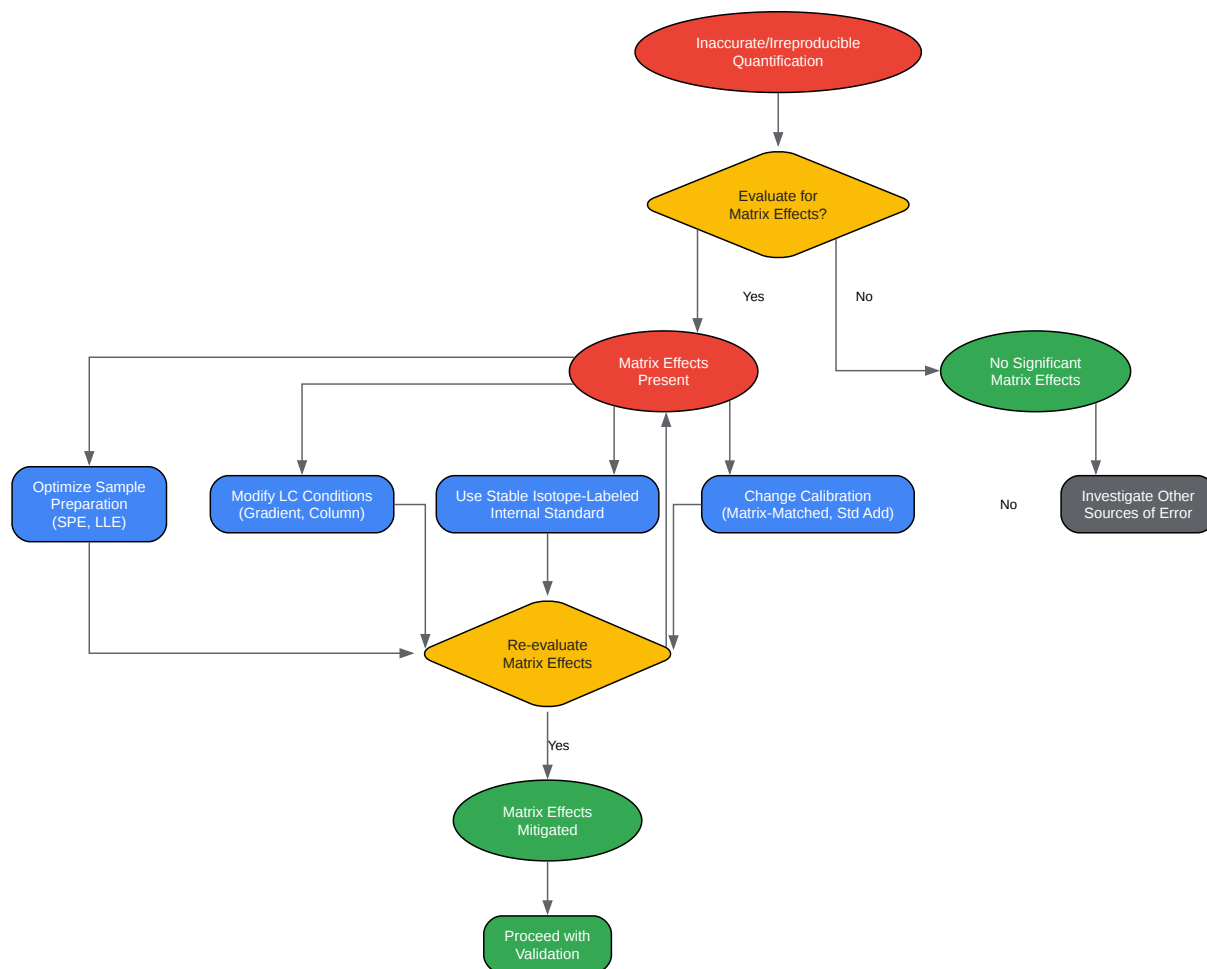 Inaccurate/Irreproducible
Quantification
Evaluate for
Matrix Effects?
Yes
No
Matrix Effects
Present
No Significant
Matrix Effects
Optimize Sample
Preparation
(SPE, LLE)
Modify LC Conditions
(Gradient, Column)
Use Stable Isotope-Labeled
Internal Standard
Change Calibration
(Matrix-Matched, Std Add)
No
Investigate Other
Sources of Error
Re-evaluate
Matrix Effects
Yes
Matrix Effects
Mitigated
Proceed with
Validation